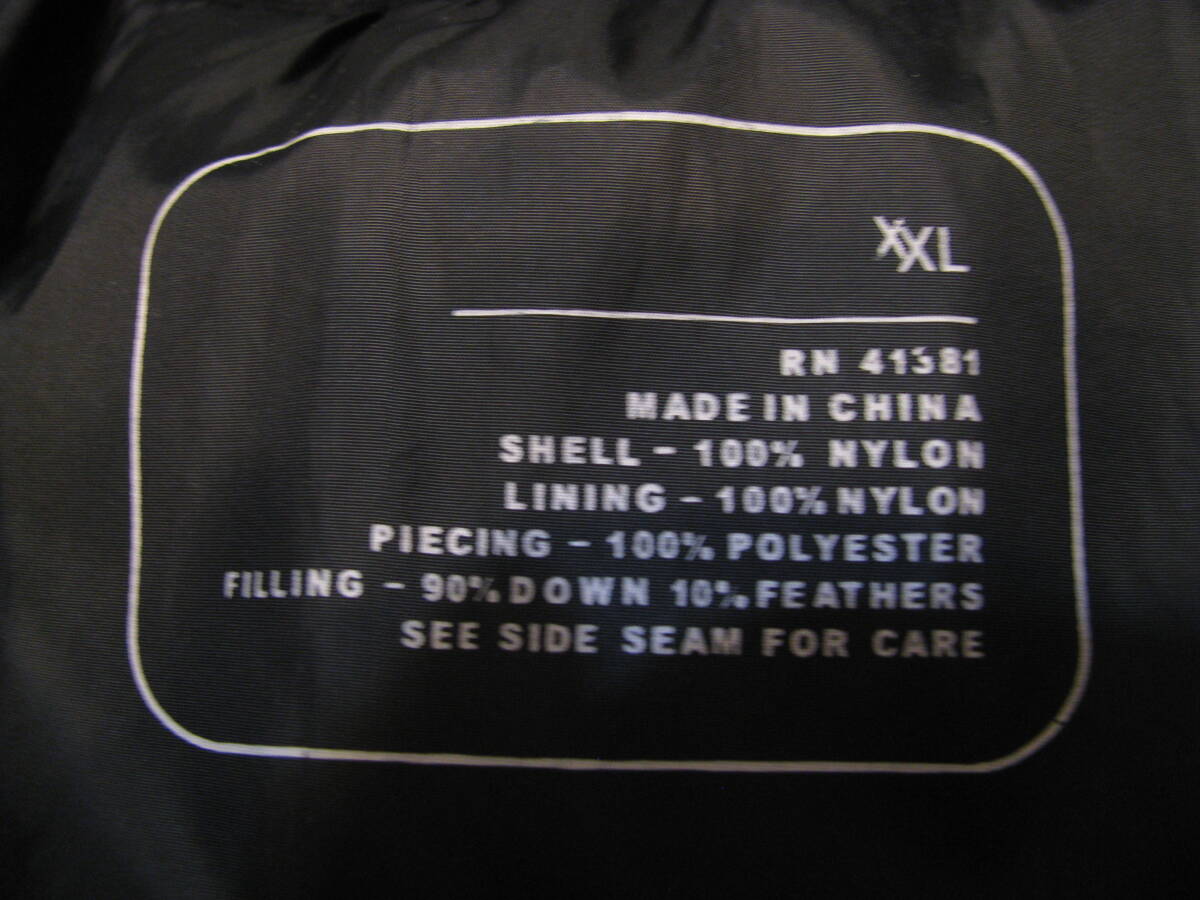 XXL
RN 41381
MADE IN CHINA
SHELL - 100% NYLON
LINING - 100% NYLON
PIECING - 100% POLYESTER
FILLING - 90% DOWN 10% FEATHERS
SEE SIDE SEAM FOR CARE